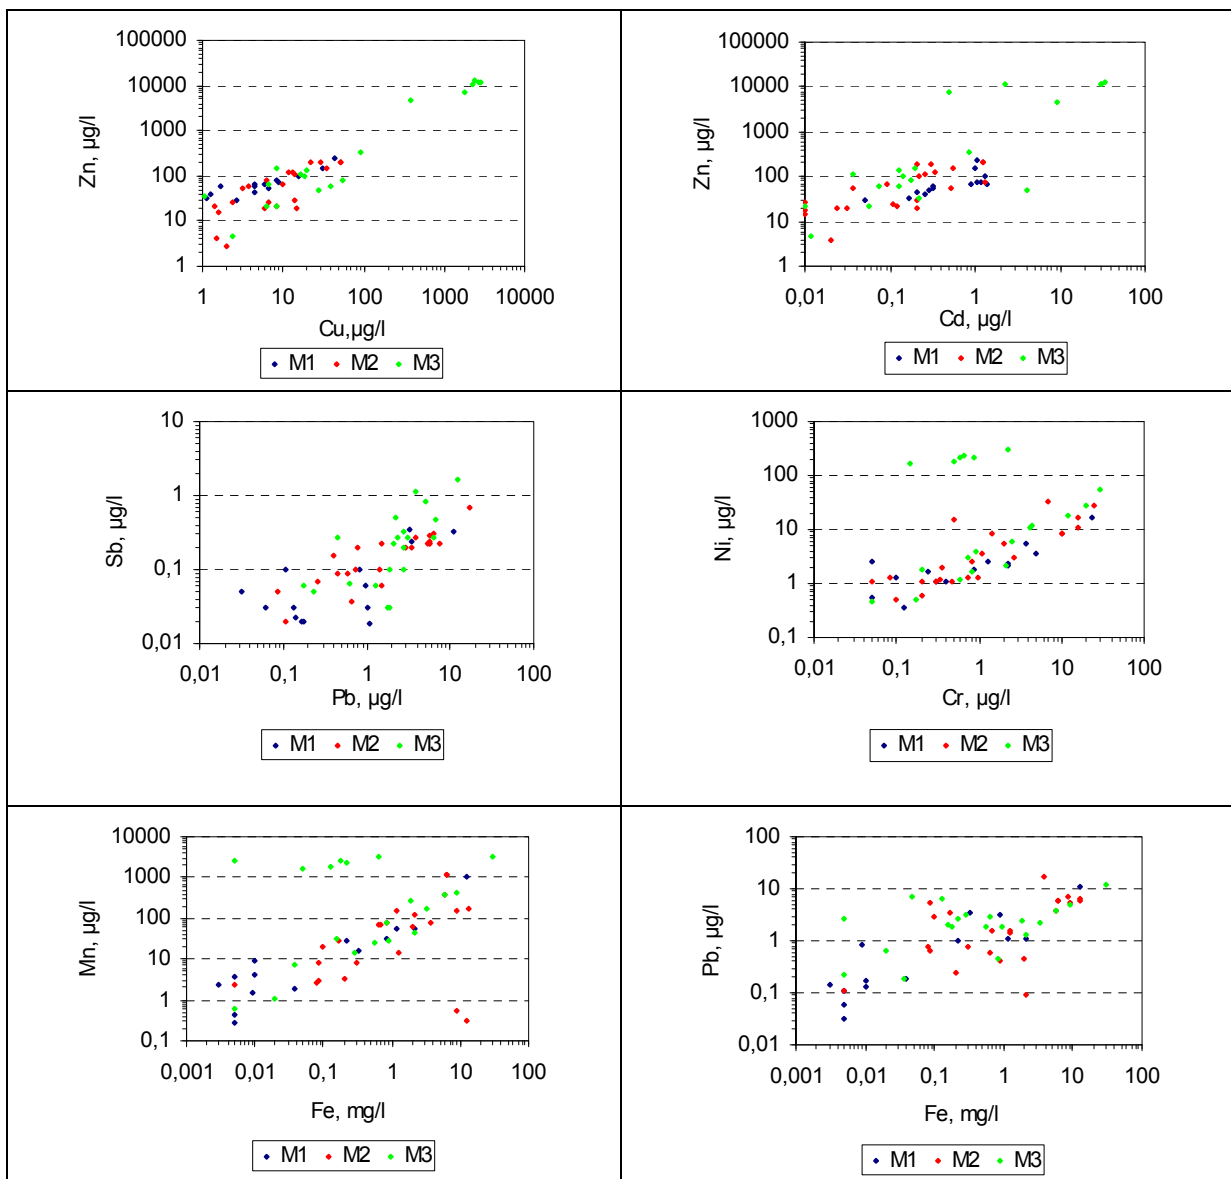 100000
10000
1000
100
10
1
Zn, µg/l
1 10 100 1000 10000
Cu,µg/l
M1 M2 M3
100000
10000
1000
100
10
1
Zn, µg/l
0,01 0,1 1 10 100
Cd, µg/l
M1 M2 M3
10
1
0,1
0,01
Sb, µg/l
0,01 0,1 1 10 100
Pb, µg/l
M1 M2 M3
1000
100
10
1
0,1
Ni, µg/l
0,01 0,1 1 10 100
Cr, µg/l
M1 M2 M3
10000
1000
100
10
1
0,1
Mn, µg/l
0,001 0,01 0,1 1 10 100
Fe, mg/l
M1 M2 M3
100
10
1
0,1
0,01
Pb, µg/l
0,001 0,01 0,1 1 10 100
Fe, mg/l
M1 M2 M3